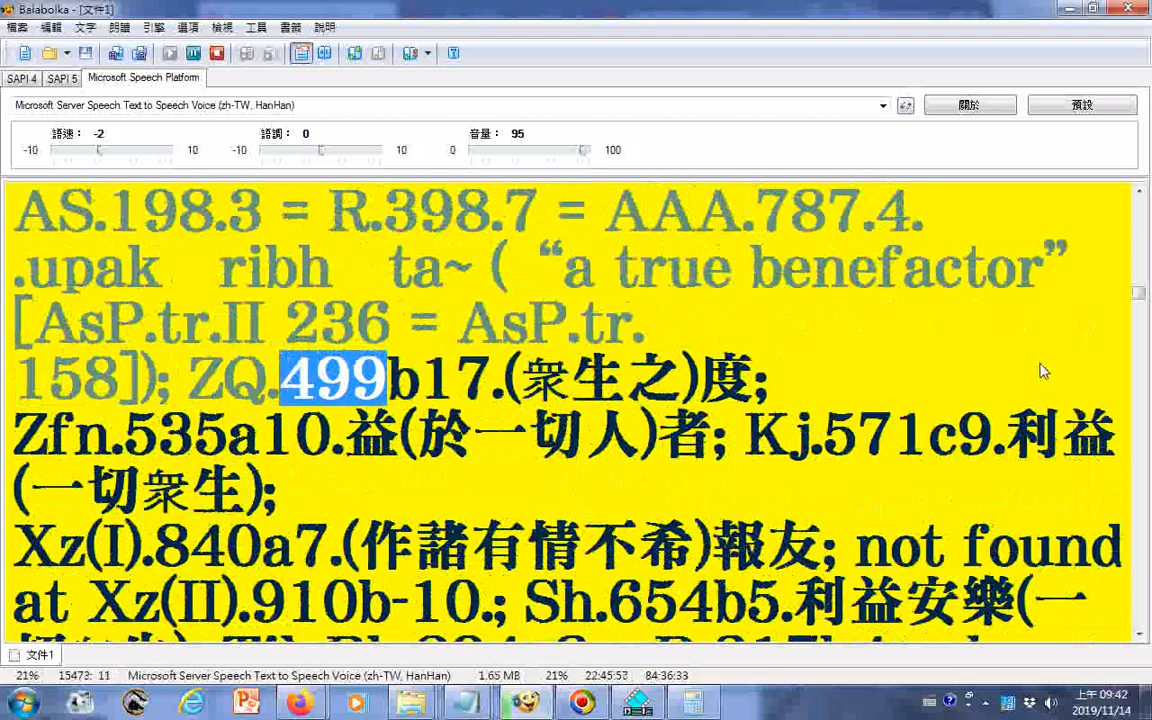 Balabolka - [文件1]
檔案 編輯 文字 朗讀 引擎 選項 檢視 工具 書籤 說明
SAPI 4 SAPI 5 Microsoft Speech Platform
Microsoft Server Speech Text to Speech Voice (zh-TW, HanHan) 關於 預設
語速： -2 語調： 0 音量： 95
-10 10 -10 10 0 100
AS.198.3 = R.398.7 = AAA.787.4.
.upak ribh ta~ ( “a true benefactor”
[AsP.tr.II 236 = AsP.tr.
158]); ZQ.499b17.(衆生之)度;
Zfn.535a10.益(於一切人)者; Kj.571c9.利益
(一切衆生);
Xz(I).840a7.(作諸有情不希)報友; not found
at Xz(II).910b-10.; Sh.654b5.利益安樂(一
文件1
21% 15473: 11 Microsoft Server Speech Text to Speech Voice (zh-TW, HanHan) 1.65 MB 21% 22:45:53 84:36:33
上午 09:42
2019/11/14